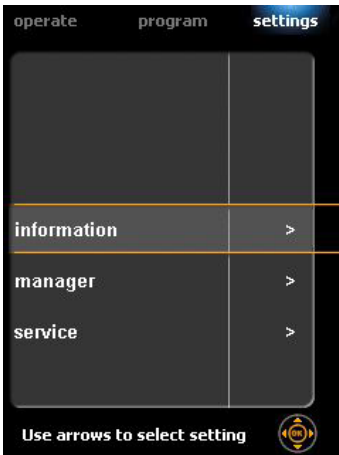 operate program settings
information >
manager >
service >
Use arrows to select setting OK